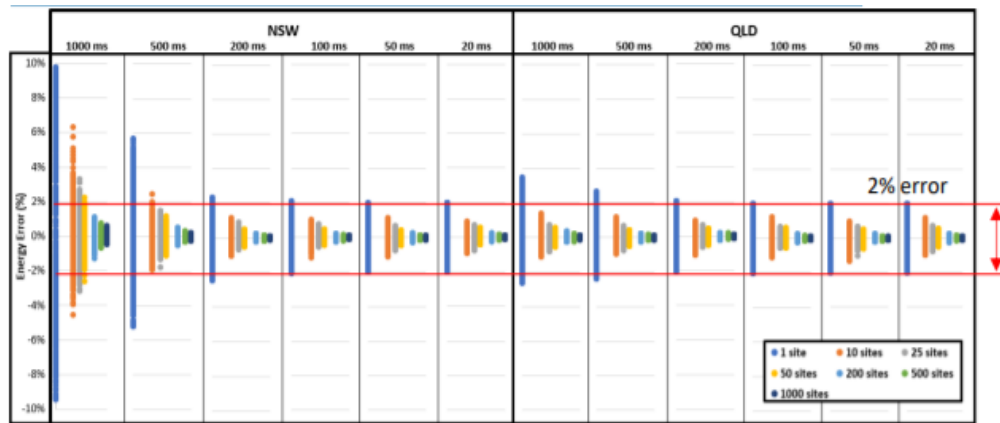 NSW QLD
1000 ms 500 ms 200 ms 100 ms 50 ms 20 ms 1000 ms 500 ms 200 ms 100 ms 50 ms 20 ms
10%
8%
6%
4%
2%
0%
-2%
-4%
-6%
-8%
-10%
Energy Error (%)
2% error
1 site 10 sites 25 sites
50 sites 200 sites 500 sites
1000 sites